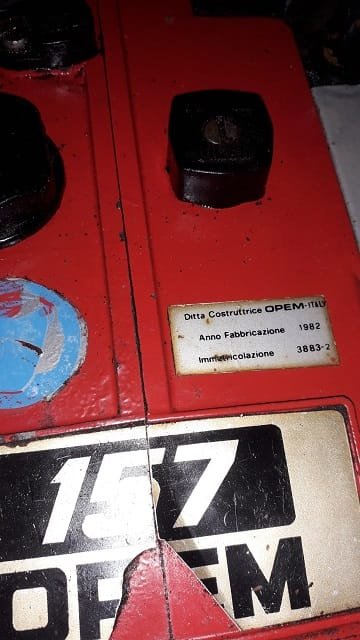 Ditta Costruttrice OPEM-ITALY
Anno Fabbricazione 1982
Immatricolazione 3883-2
157
OPEM